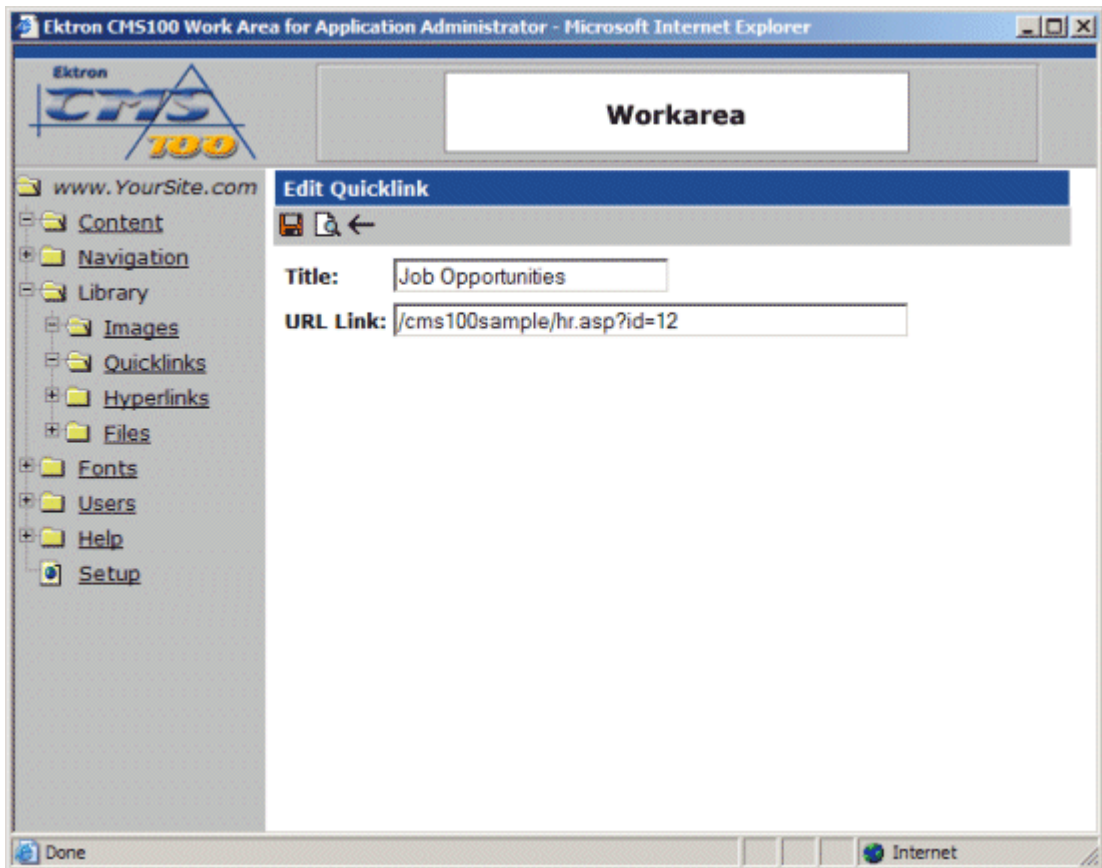 Ektron CMS100 Work Area for Application Administrator - Microsoft Internet Explorer
Ektron
CMS
100
Workarea
www.YourSite.com
Content
Navigation
Library
Images
Quicklinks
Hyperlinks
Files
Fonts
Users
Help
Setup
Edit Quicklink
Title: Job Opportunities
URL Link: /cms100sample/hr.asp?id=12
Done
Internet